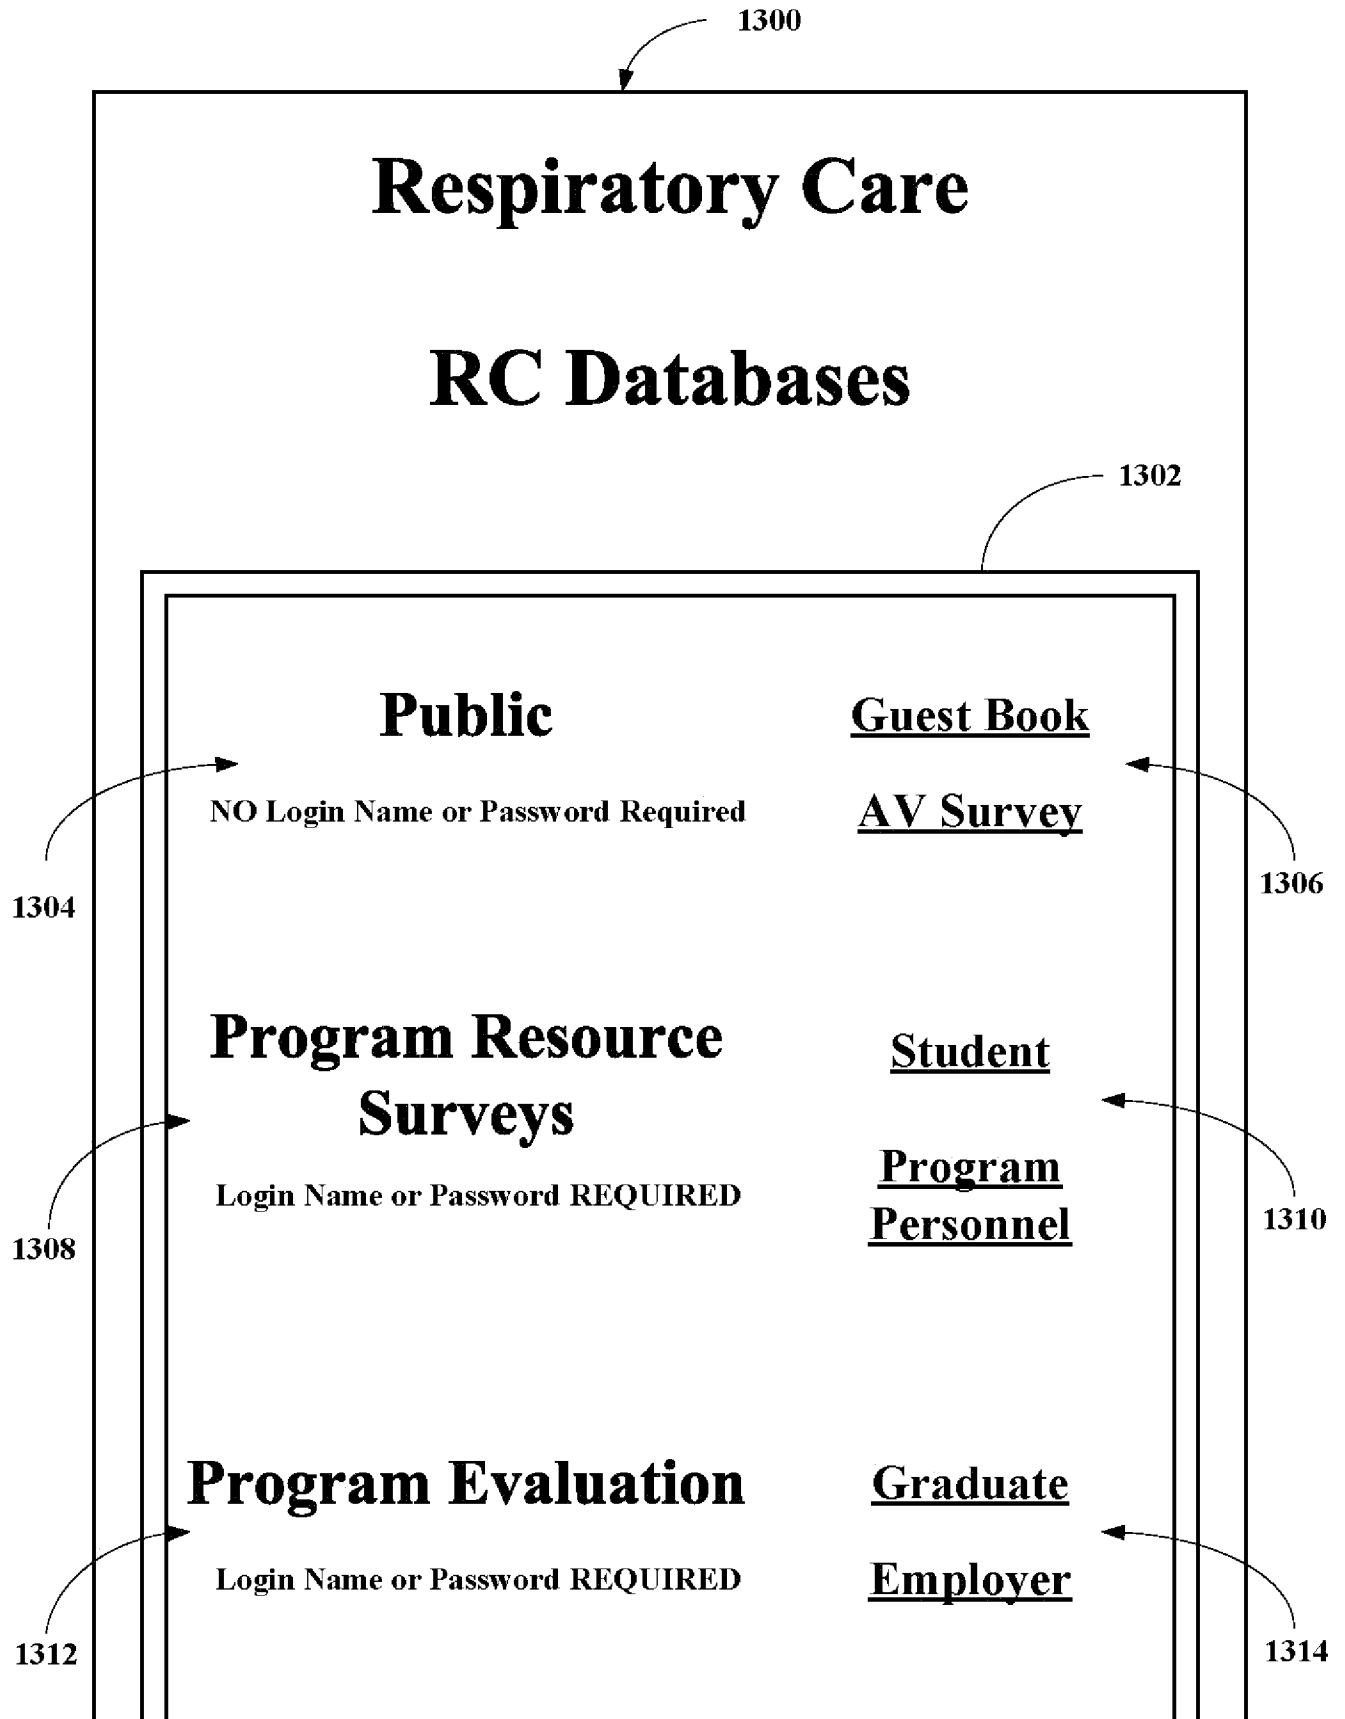 1300
Respiratory Care
RC Databases
1302
Public
Guest Book
NO Login Name or Password Required
AV Survey
1304
1306
Program Resource
Surveys
Student
Login Name or Password REQUIRED
Program
Personnel
1308
1310
Program Evaluation
Graduate
Login Name or Password REQUIRED
Employer
1312
1314